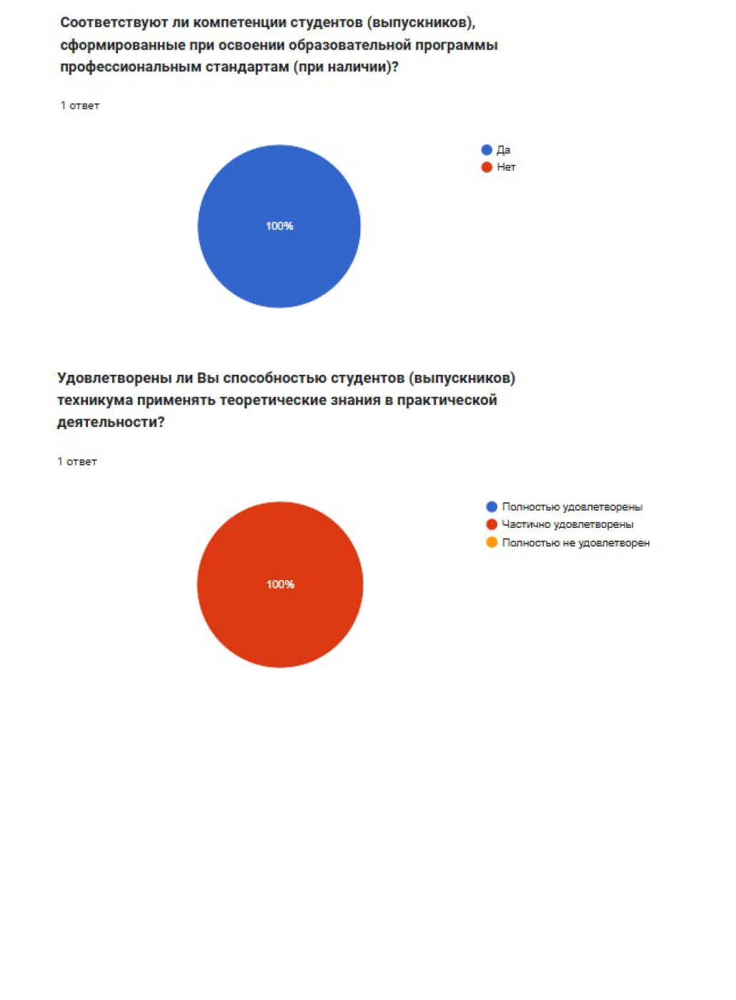 Соответствуют ли компетенции студентов (выпускников),
сформированные при освоении образовательной программы
профессиональным стандартам (при наличии)?
1 ответ
Да
Нет
100%
Удовлетворены ли Вы способностью студентов (выпускников)
техникума применять теоретические знания в практической
деятельности?
1 ответ
Полностью удовлетворены
Частично удовлетворены
Полностью не удовлетворен
100%